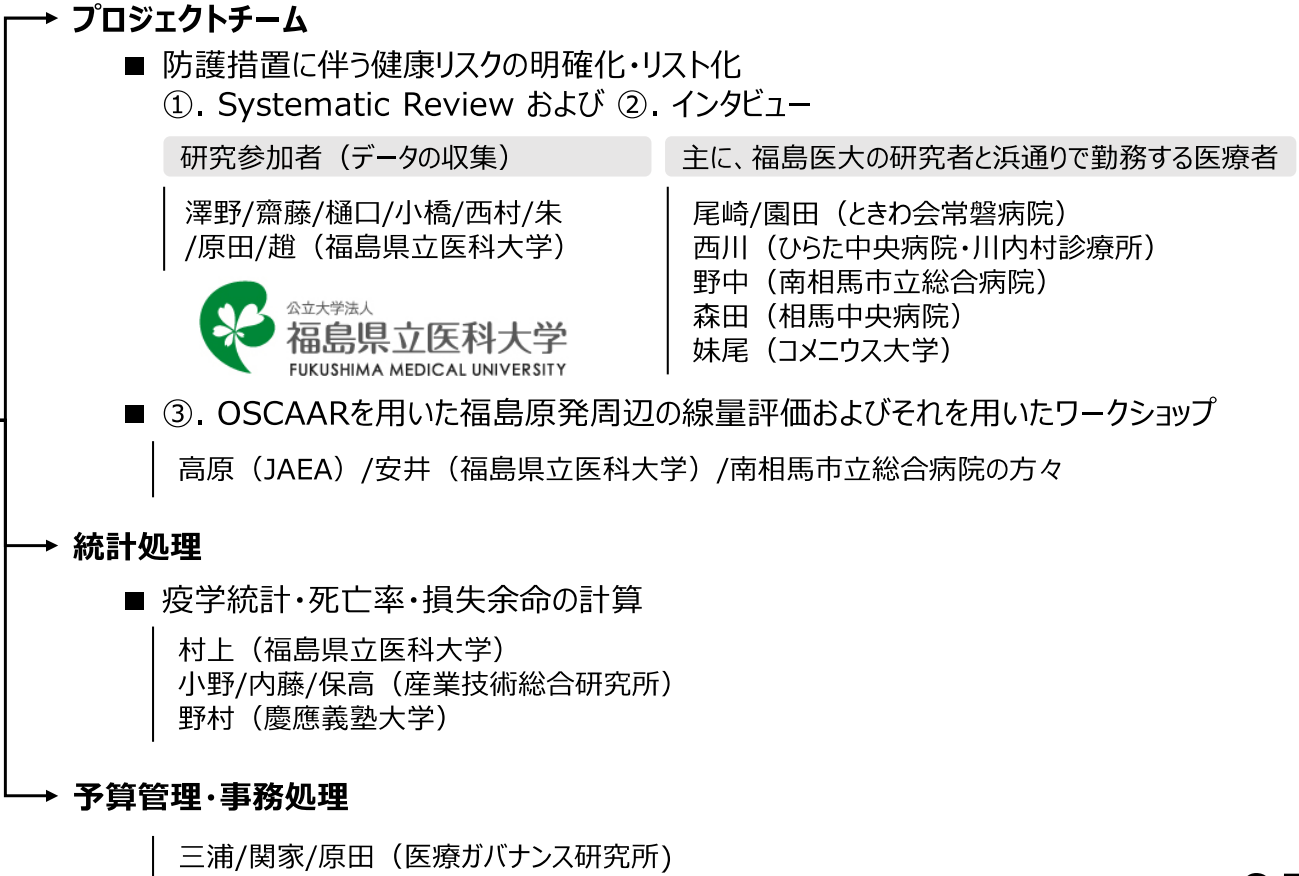 プロジェクトチーム
■ 防護措置に伴う健康リスクの明確化・リスト化
①. Systematic Review および ②. インタビュー
研究参加者（データの収集）
澤野/齋藤/樋口/小橋/西村/朱
/原田/趙（福島県立医科大学）
公立大学法人
福島県立医科大学
FUKUSHIMA MEDICAL UNIVERSITY
主に、福島医大の研究者と浜通りで勤務する医療者
尾崎/園田（ときわ会常磐病院）
西川（ひらた中央病院・川内村診療所）
野中（南相馬市立総合病院）
森田（相馬中央病院）
妹尾（コメニウス大学）
■ ③. OSCAARを用いた福島原発周辺の線量評価およびそれを用いたワークショップ
高原（JAEA）/安井（福島県立医科大学）/南相馬市立総合病院の方々
統計処理
■ 疫学統計・死亡率・損失余命の計算
村上（福島県立医科大学）
小野/内藤/保高（産業技術総合研究所）
野村（慶應義塾大学）
予算管理・事務処理
三浦/関家/原田（医療ガバナンス研究所)